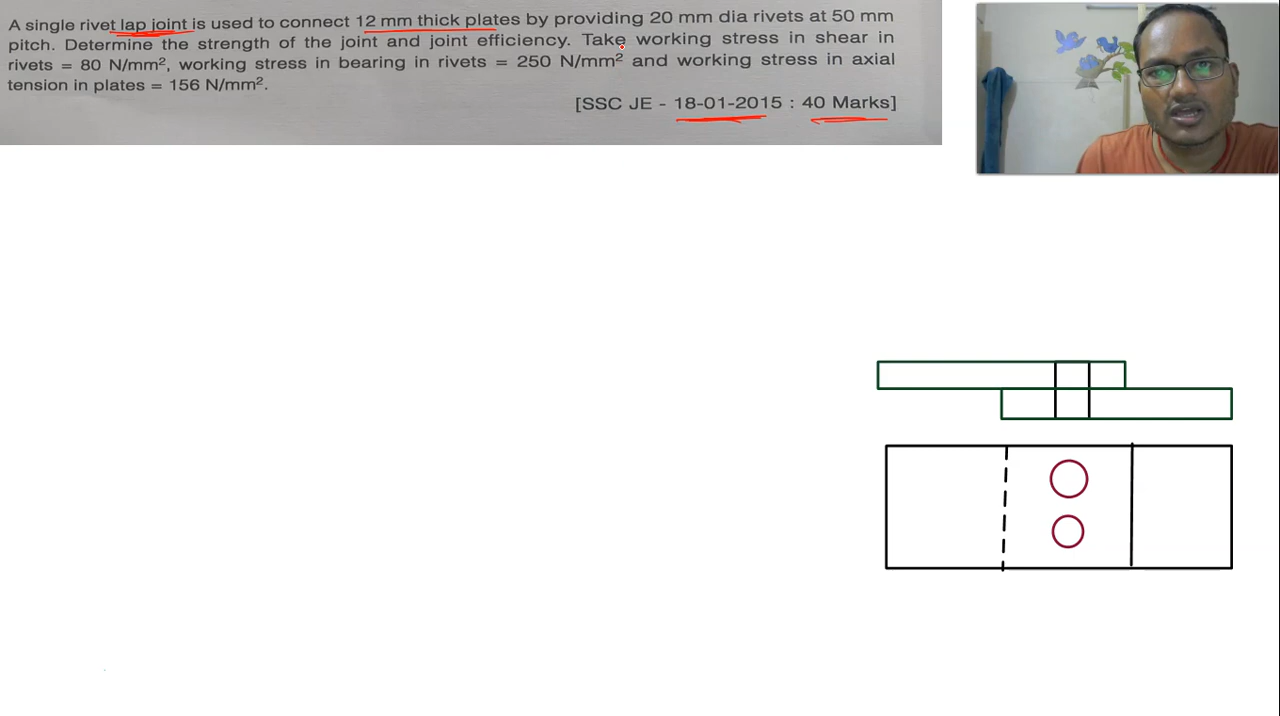 A single rivet lap joint is used to connect 12 mm thick plates by providing 20 mm dia rivets at 50 mm
pitch. Determine the strength of the joint and joint efficiency. Take working stress in shear in
rivets = 80 N/mm², working stress in bearing in rivets = 250 N/mm² and working stress in axial
tension in plates = 156 N/mm².
[SSC JE - 18-01-2015 : 40 Marks]